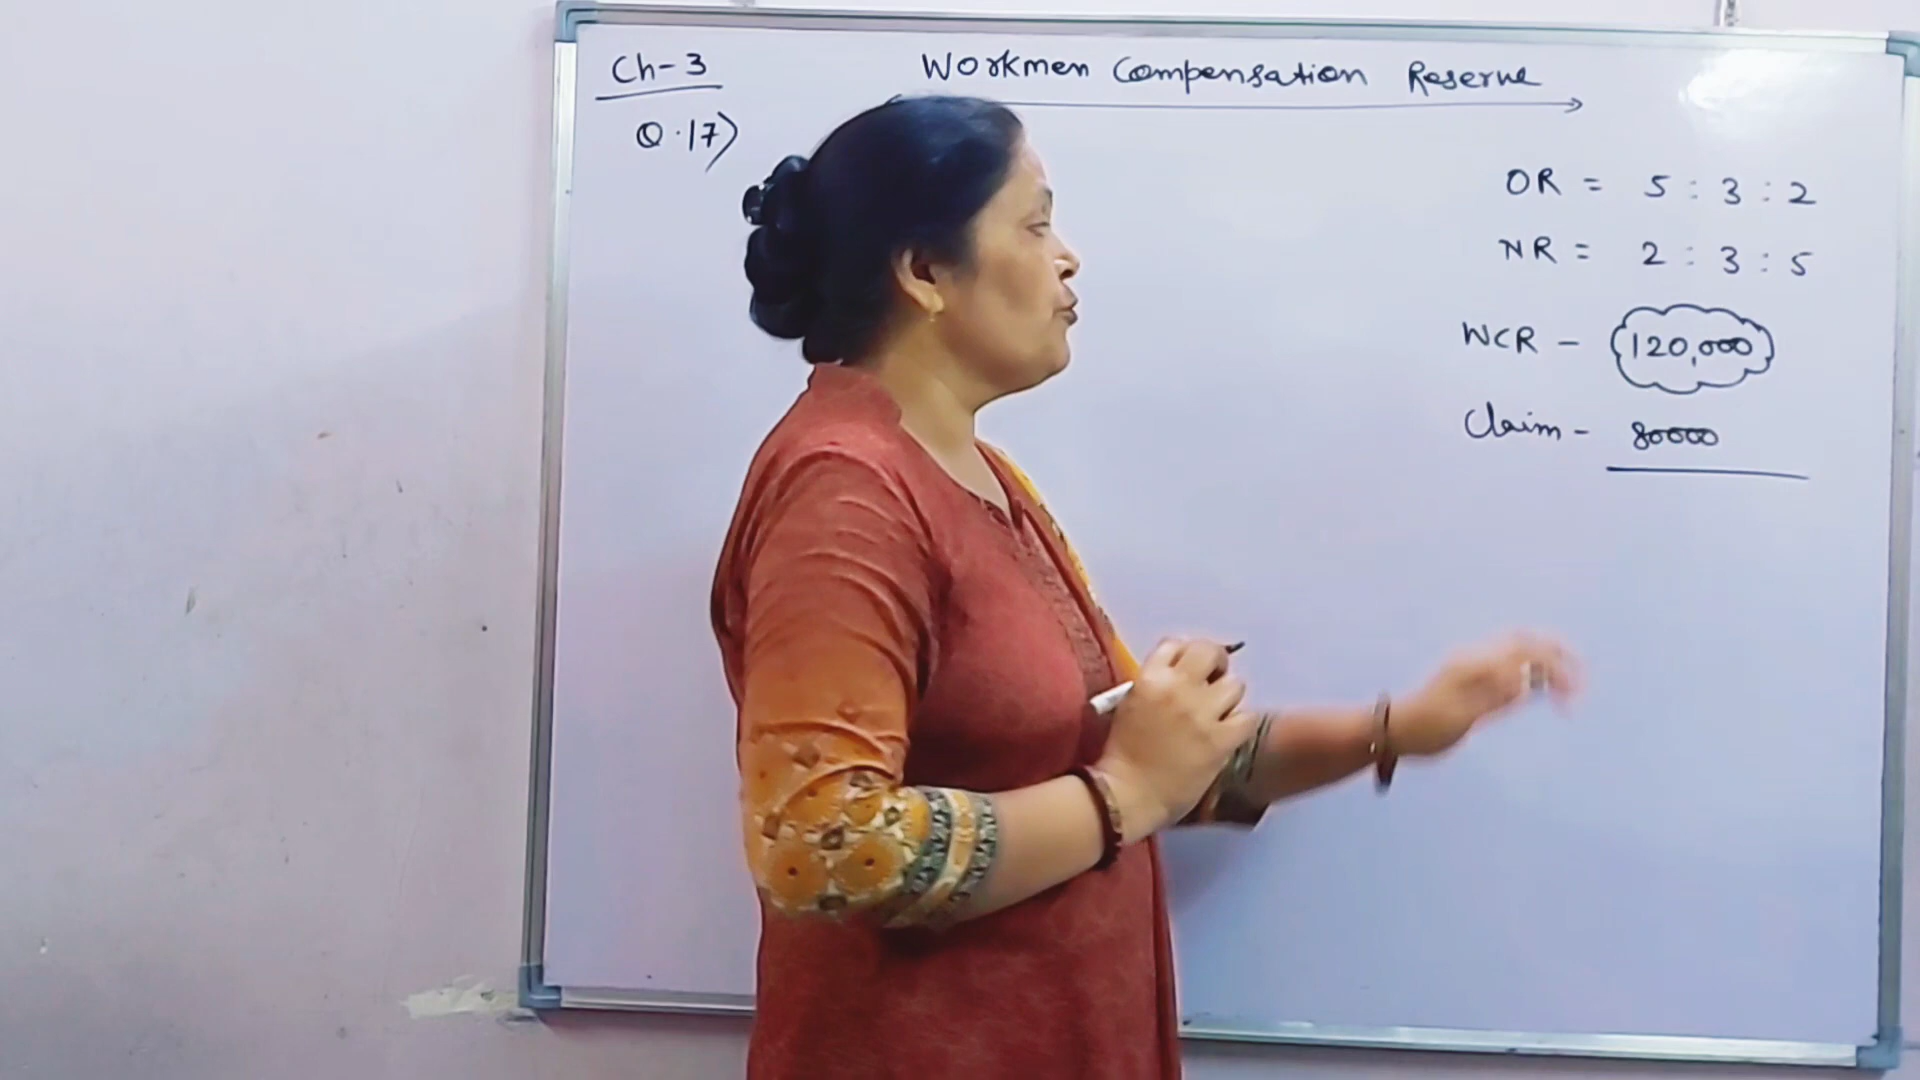 Ch-3
Workmen Compensation Reserve
Q.17)
OR = 5 : 3 : 2
NR = 2 : 3 : 5
WCR - 120,000
Claim - 80000